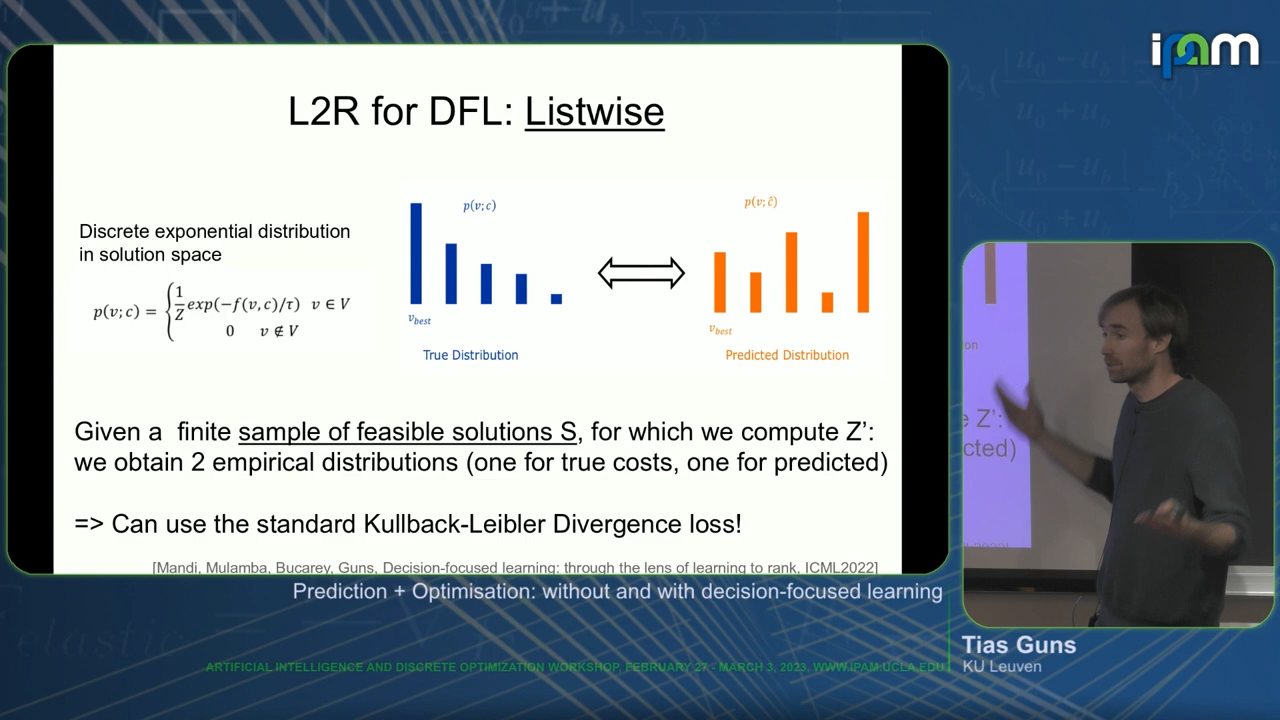 ipam
L2R for DFL: Listwise
Discrete exponential distribution
in solution space
p(v;c) = { 1/Z exp(−f(v,c)/τ) v ∈ V
0 v ∉ V
p(v;c)
v_best
True Distribution
p(v;ĉ)
v_best
Predicted Distribution
Given a finite sample of feasible solutions S, for which we compute Z’:
we obtain 2 empirical distributions (one for true costs, one for predicted)
=> Can use the standard Kullback-Leibler Divergence loss!
[Mandi, Mulamba, Bucarey, Guns, Decision-focused learning: through the lens of learning to rank, ICML2022]
on
e Z’:
cted)
Prediction + Optimisation: without and with decision-focused learning
Tias Guns
KU Leuven
ARTIFICIAL INTELLIGENCE AND DISCRETE OPTIMIZATION WORKSHOP, FEBRUARY 27 - MARCH 3, 2023, WWW.IPAM.UCLA.EDU
elastic